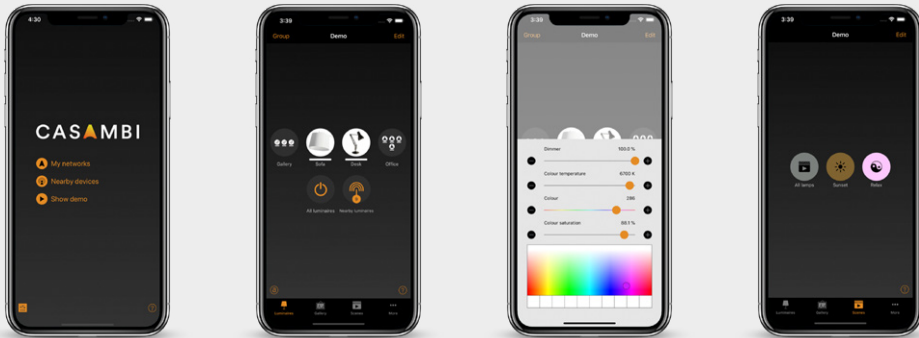 4:30
CASAMBI
My networks
Nearby devices
Show demo
3:39
Group Demo Edit
Gallery Desk Office
All luminaires Nearby luminaires
Luminaires Gallery Scenes More
3:39
Group Demo Edit
Dimmer 100.0 %
Colour temperature
Colour 286
Colour saturation
3:39
Demo Edit
All lamps Sunset Relax
Luminaires Gallery Scenes More